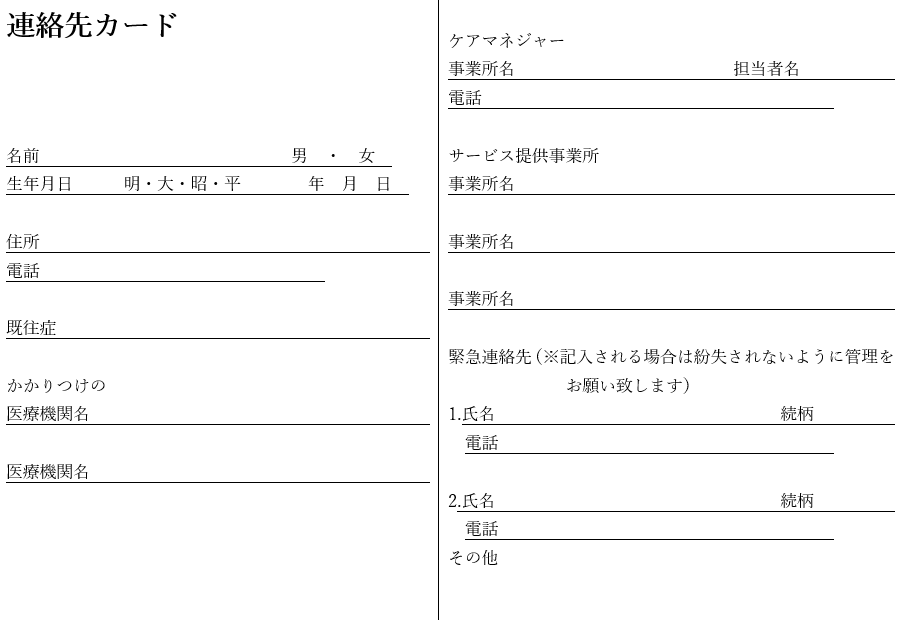 連絡先カード
名前 男 ・ 女
生年月日 明・大・昭・平 年 月 日
住所
電話
既往症
かかりつけの
医療機関名
医療機関名
ケアマネジャー
事業所名 担当者名
電話
サービス提供事業所
事業所名
事業所名
事業所名
緊急連絡先(※記入される場合は紛失されないように管理を
お願い致します)
1.氏名 続柄
電話
2.氏名 続柄
電話
その他